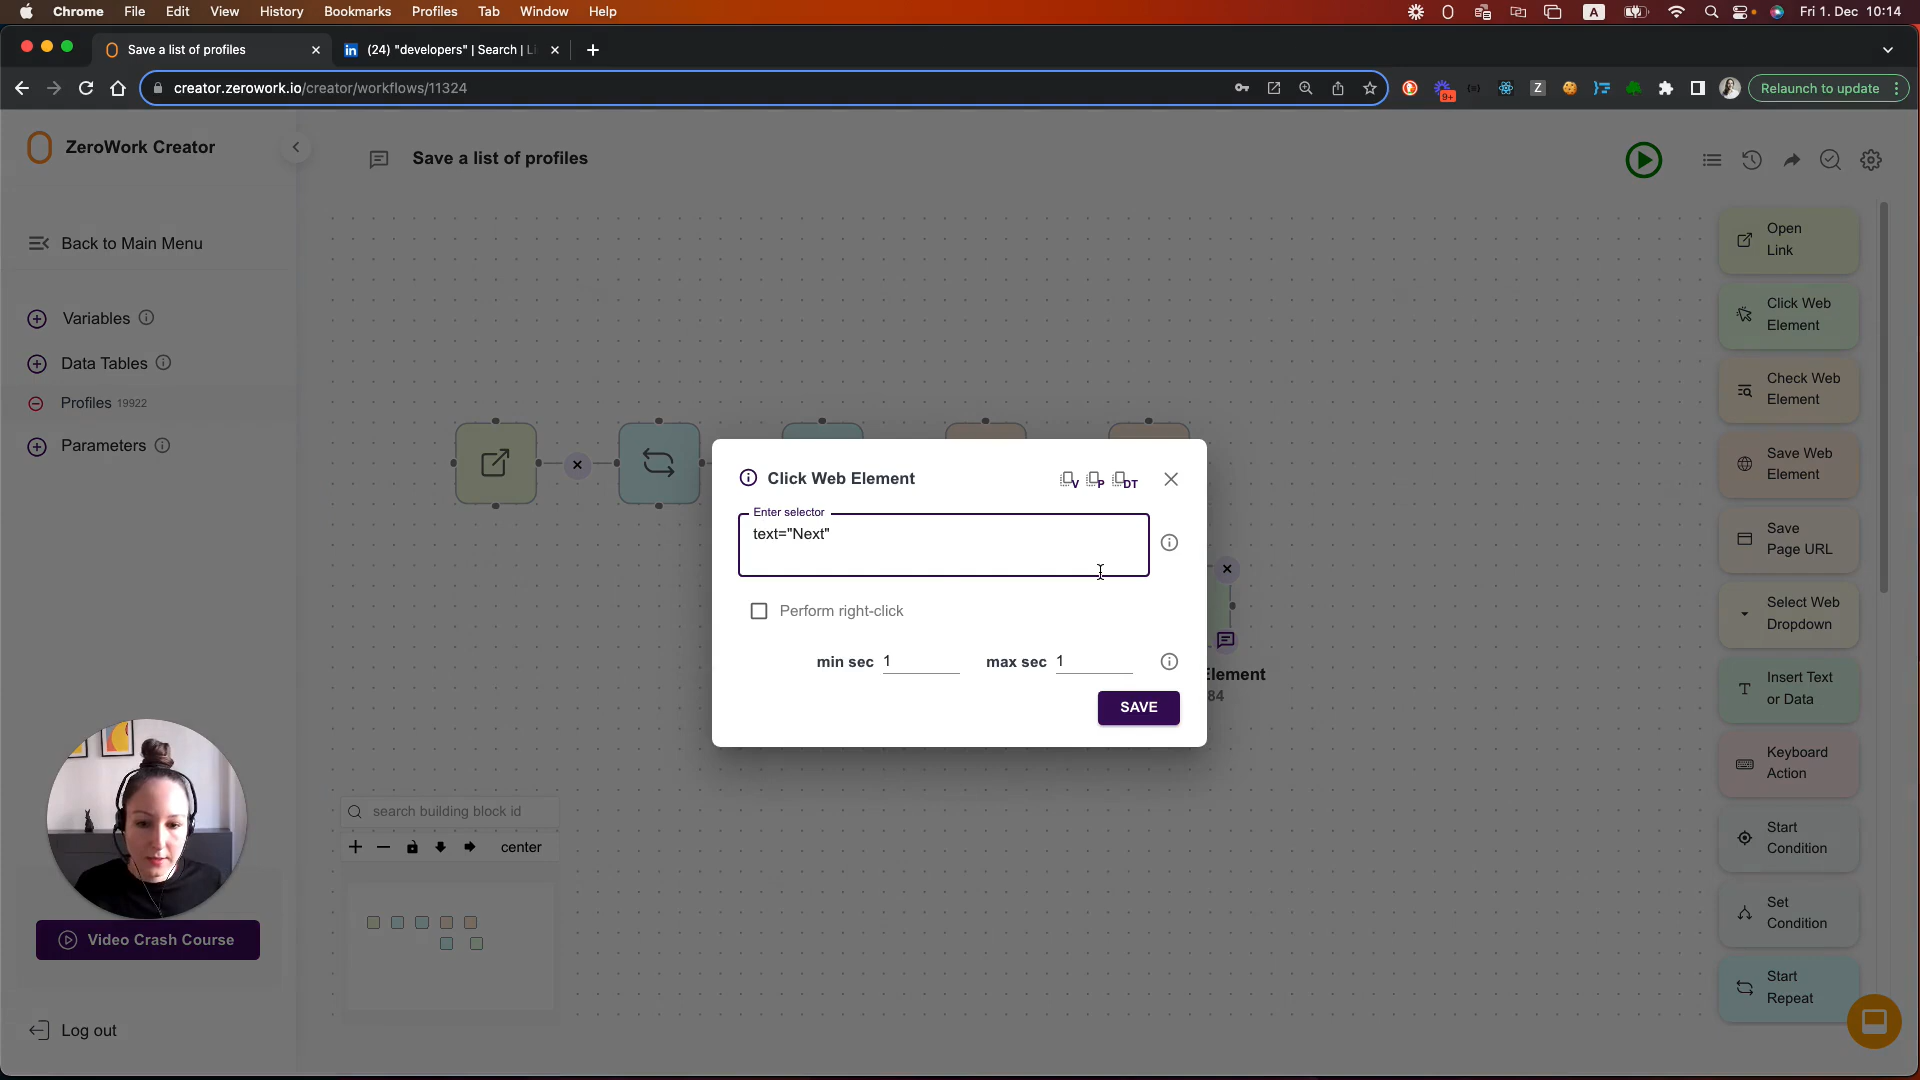 Chrome File Edit View History Bookmarks Profiles Tab Window Help
A Fri 1. Dec 10:14
Save a list of profiles
(24) "developers" | Search | Li
creator.zerowork.io/creator/workflows/11324
9+
Z
Relaunch to update
ZeroWork Creator
Save a list of profiles
Back to Main Menu
Variables
Data Tables
Profiles 19922
Parameters
Click Web Element
V P DT
Enter selector
text="Next"
Perform right-click
min sec 1
max sec 1
SAVE
Element
84
search building block id
center
Video Crash Course
Log out
Open
Link
Click Web
Element
Check Web
Element
Save Web
Element
Save
Page URL
Select Web
Dropdown
Insert Text
or Data
Keyboard
Action
Start
Condition
Set
Condition
Start
Repeat